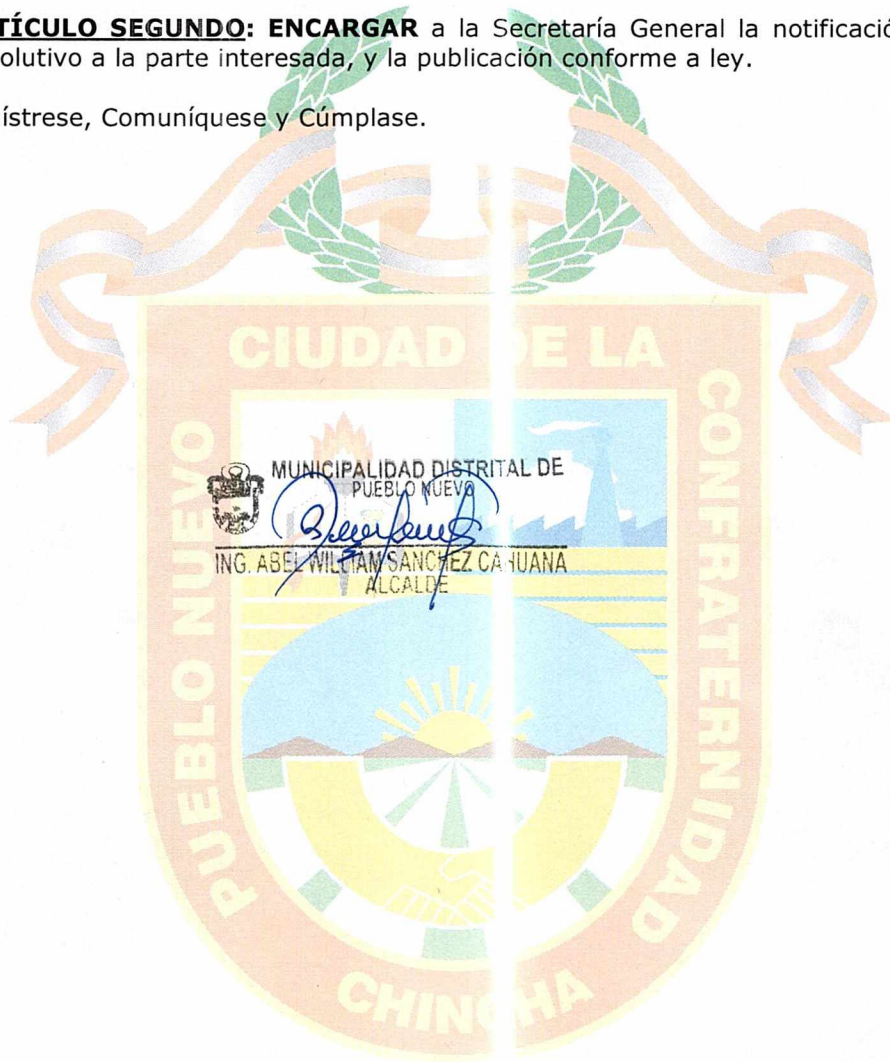 TÍCULO SEGUNDO: ENCARGAR a la Secretaría General la notificació
olutivo a la parte interesada, y la publicación conforme a ley.
ístrese, Comuníquese y Cúmplase.
CIUDAD DE LA
CONFRATERNIDAD
PUEBLO NUEVO
CHINCHA
MUNICIPALIDAD DISTRITAL DE
PUEBLO NUEVO
ING. ABEL WILLIAM SANCHEZ CAHUANA
ALCALDE